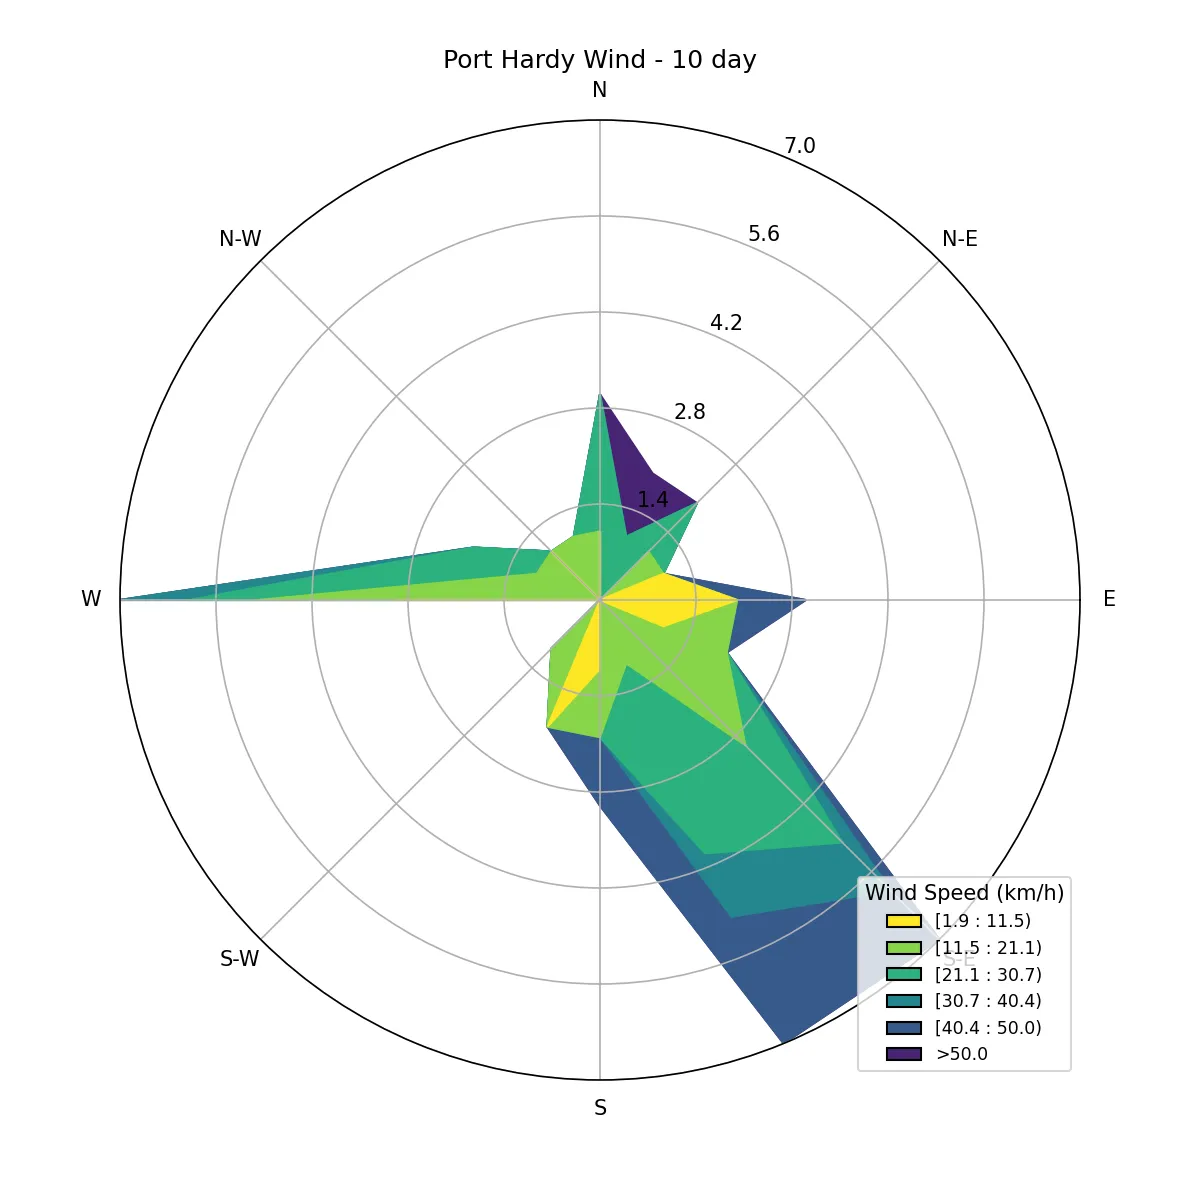 Port Hardy Wind - 10 day
N
7.0
N-W
5.6
N-E
4.2
2.8
1.4
W
E
Wind Speed (km/h)
[1.9 : 11.5)
[11.5 : 21.1)
[21.1 : 30.7)
[30.7 : 40.4)
[40.4 : 50.0)
>50.0
S-W
S-E
S